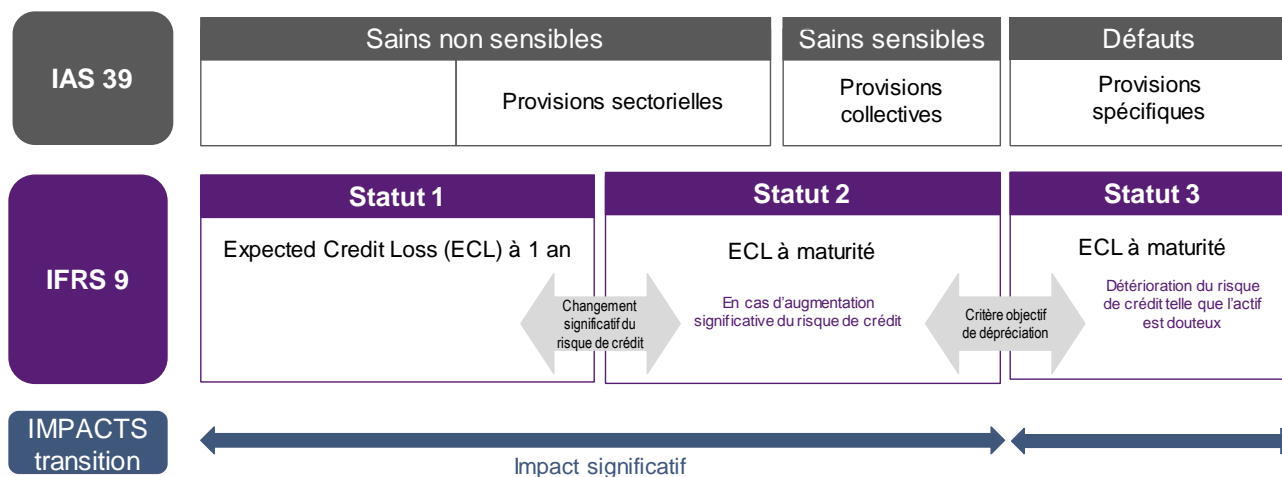 IAS 39
Sains non sensibles
Sains sensibles
Défauts
Provisions sectorielles
Provisions
collectives
Provisions
spécifiques
IFRS 9
Statut 1
Statut 2
Statut 3
Expected Credit Loss (ECL) à 1 an
ECL à maturité
ECL à maturité
Changement
significatif du
risque de crédit
En cas d'augmentation
significative du risque de crédit
Critère objectif
de dépréciation
Détérioration du risque
de crédit telle que l'actif
est douteux
IMPACTS
transition
Impact significatif